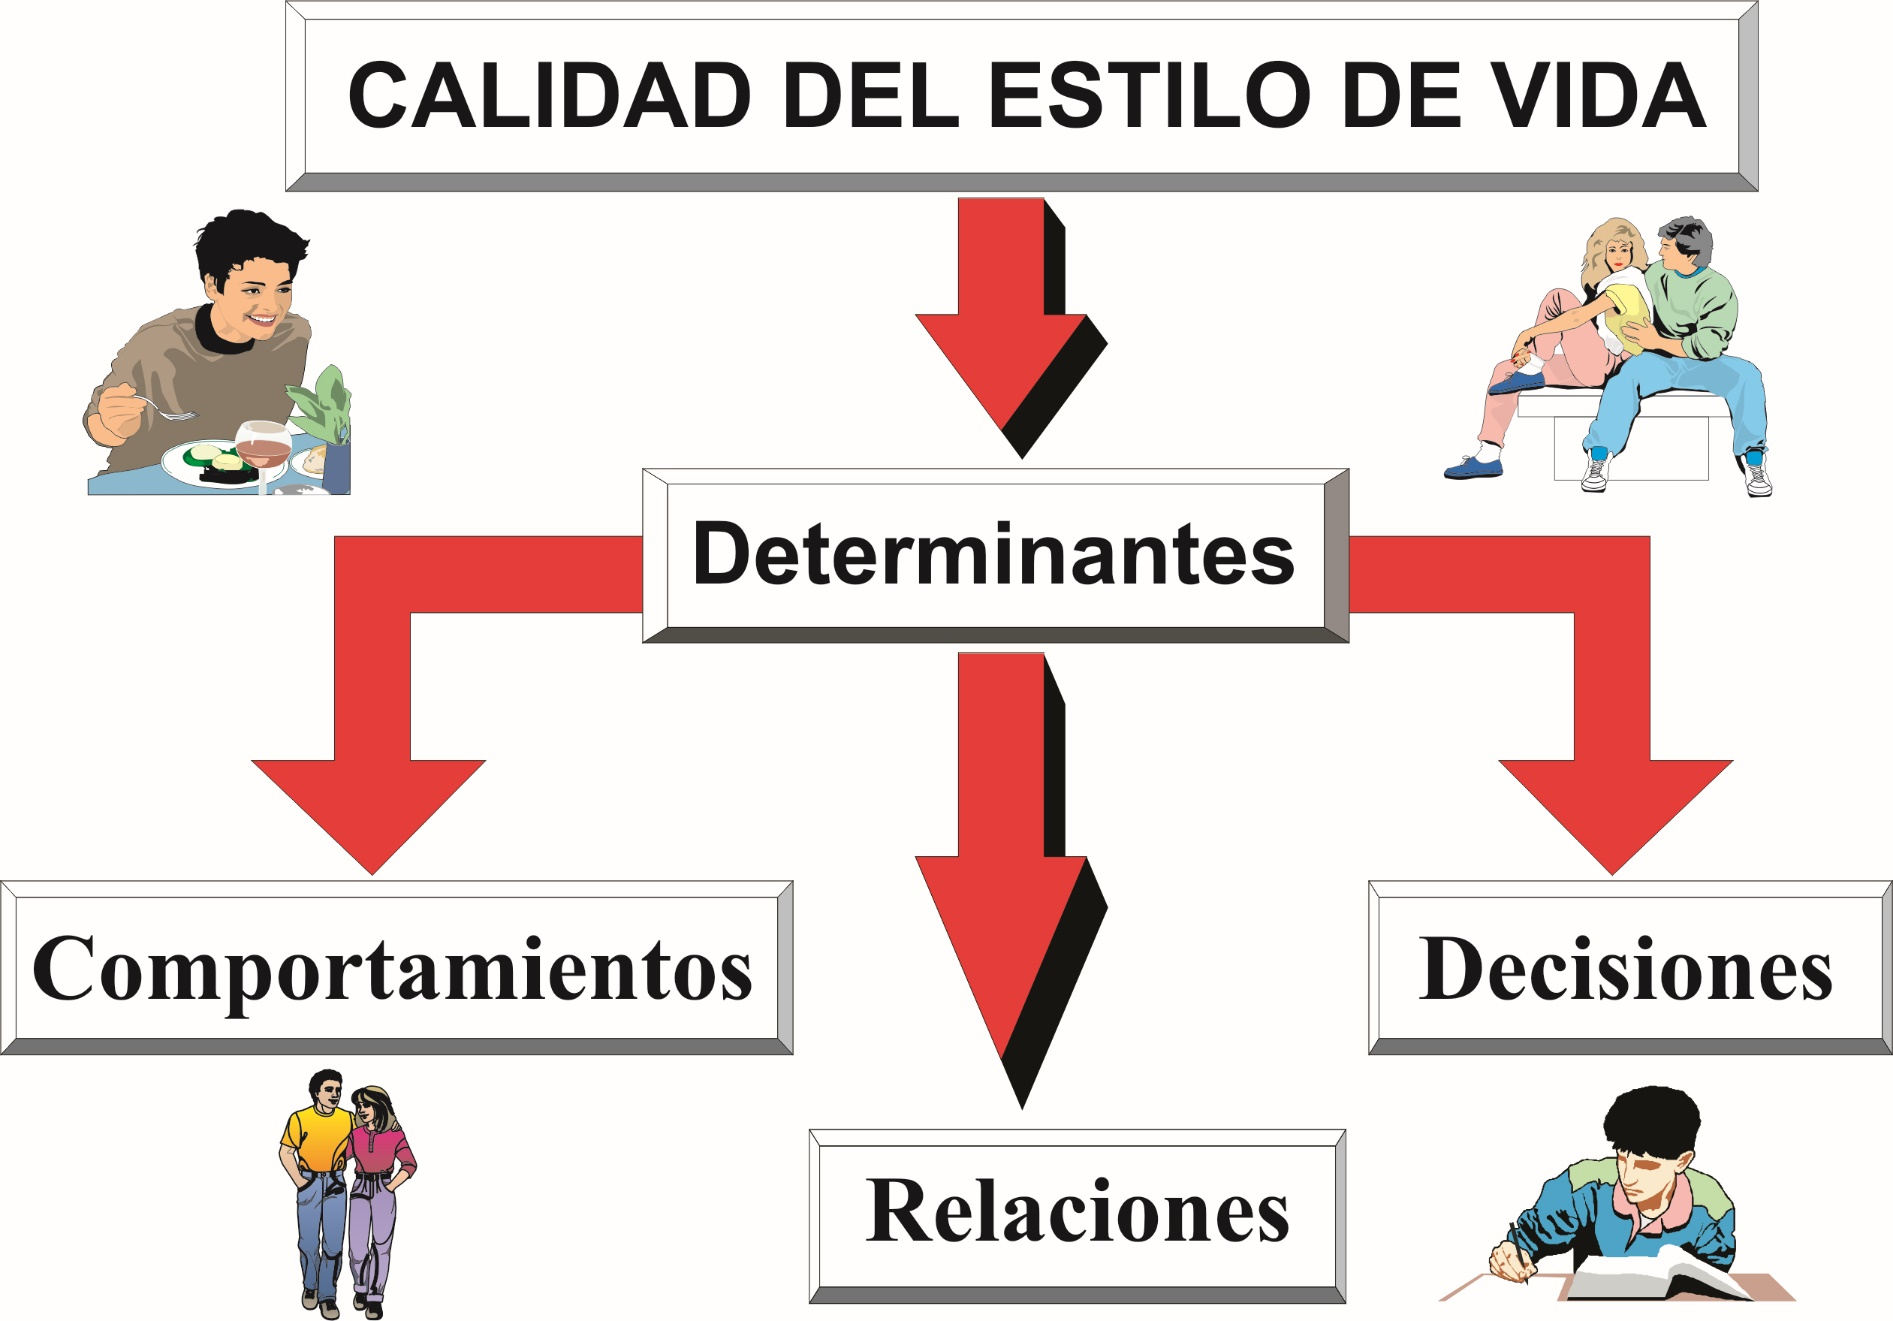 CALIDAD DEL ESTILO DE VIDA
Determinantes
Comportamientos
Decisiones
Relaciones